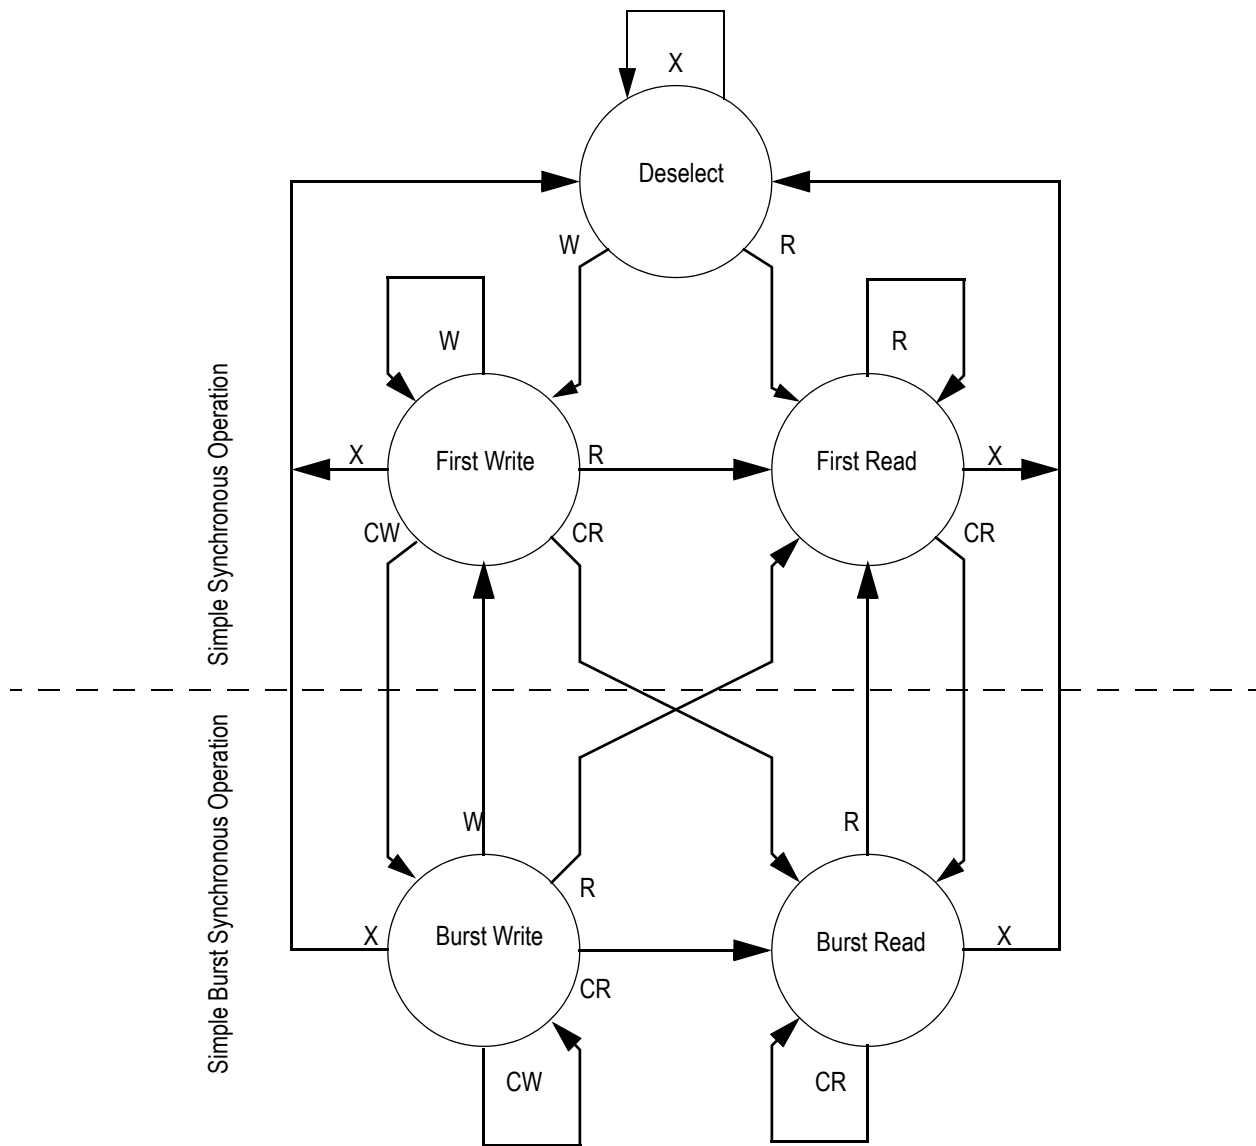 X
Deselect
W
R
W
R
Simple Synchronous Operation
X
First Write
R
First Read
X
CW
CR
CR
Simple Burst Synchronous Operation
W
R
R
X
Burst Write
Burst Read
X
CR
CW
CR